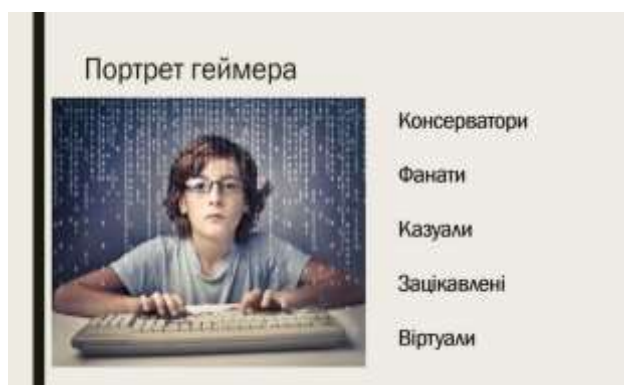 Портрет геймера
Консерватори
Фанати
Казуали
Зацікавлені
Віртуали